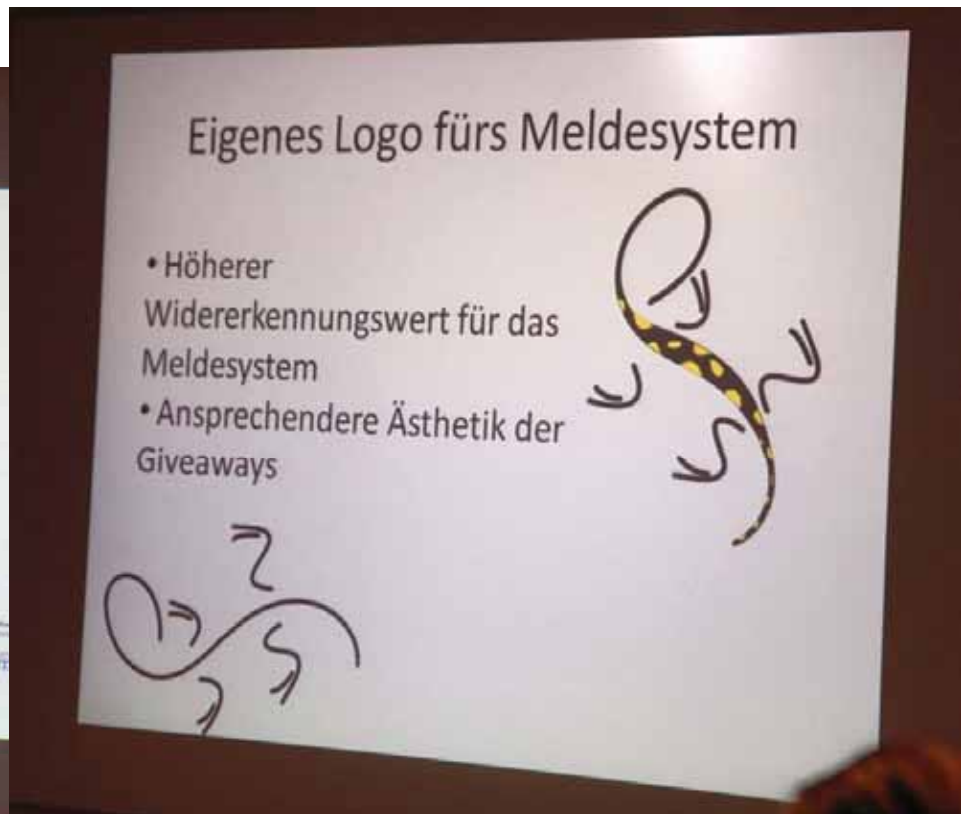 Eigenes Logo fürs Meldesystem
• Höherer
Widererkennungswert für das
Meldesystem
• Ansprechendere Ästhetik der
Giveaways